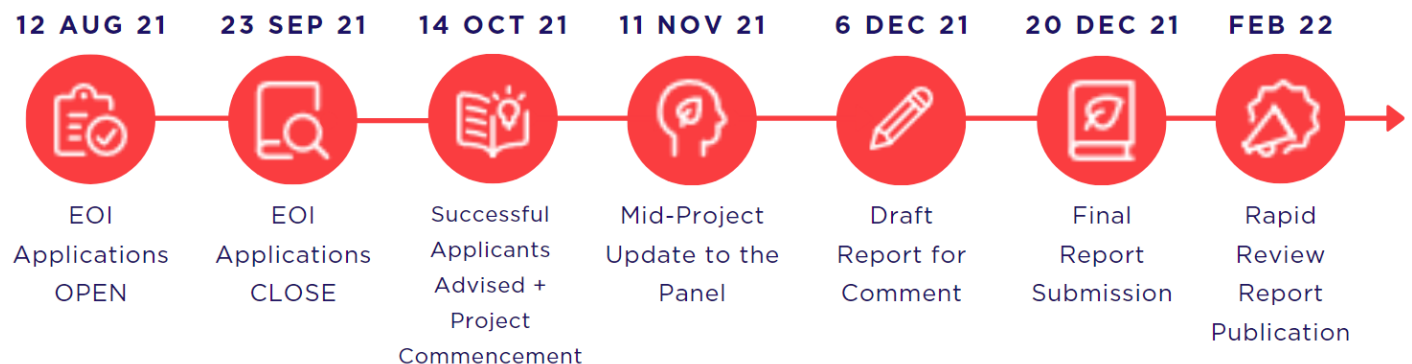 12 AUG 21
23 SEP 21
14 OCT 21
11 NOV 21
6 DEC 21
20 DEC 21
FEB 22
EOI
Applications
OPEN
EOI
Applications
CLOSE
Successful
Applicants
Advised +
Project
Commencement
Mid-Project
Update to the
Panel
Draft
Report for
Comment
Final
Report
Submission
Rapid
Review
Report
Publication